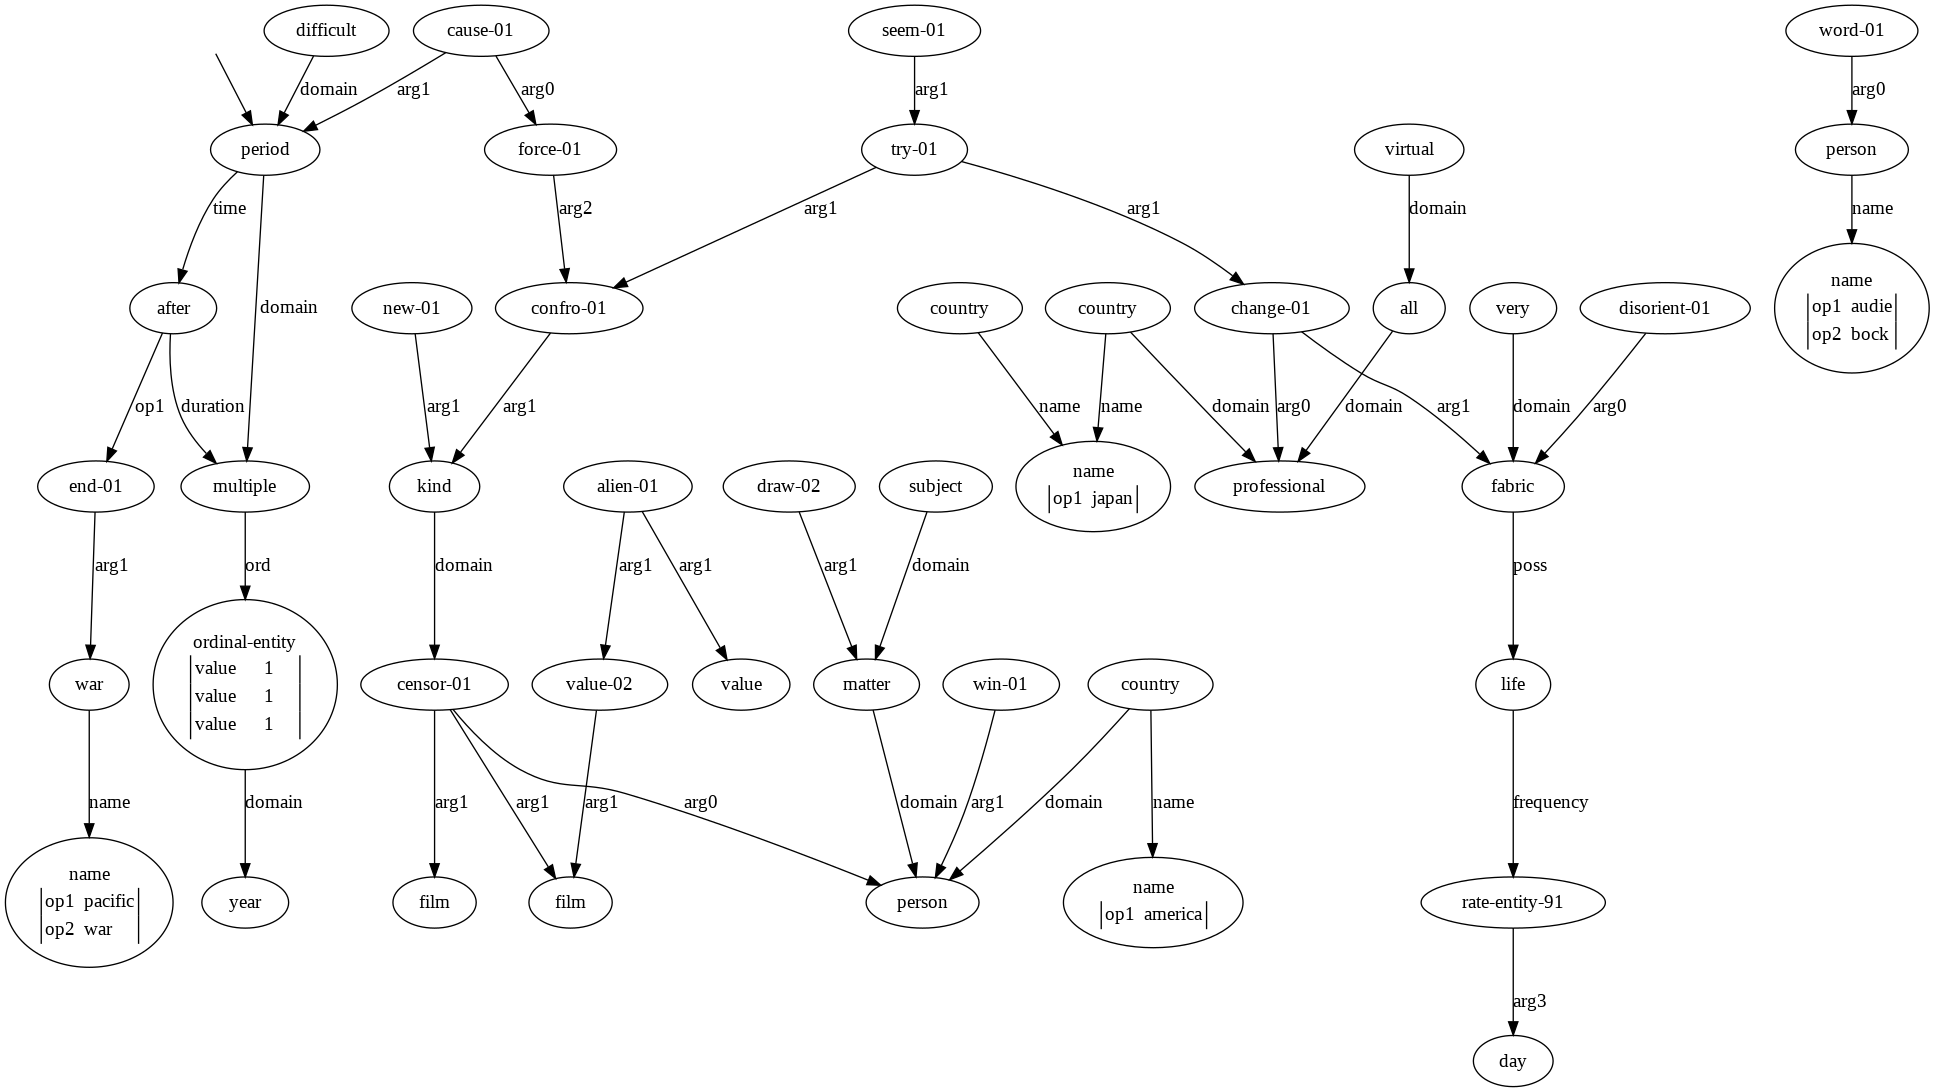 difficult
cause-01
seem-01
word-01
domain
arg1
arg0
arg1
arg0
period
force-01
try-01
virtual
person
time
arg2
arg1
arg1
domain
name
after
domain
new-01
confro-01
country
country
change-01
all
very
disorient-01
name
op1 audie
op2 bock
op1
duration
arg1
arg1
name
name
domain
arg0
domain
arg1
domain
arg0
end-01
multiple
kind
alien-01
draw-02
subject
name
op1 japan
professional
fabric
arg1
ord
domain
arg1
arg1
arg1
domain
poss
war
ordinal-entity
value 1
value 1
value 1
censor-01
value-02
value
matter
win-01
country
life
name
domain
arg1
arg1
arg1
arg0
domain
arg1
domain
name
frequency
name
op1 pacific
op2 war
year
film
film
person
name
op1 america
rate-entity-91
arg3
day